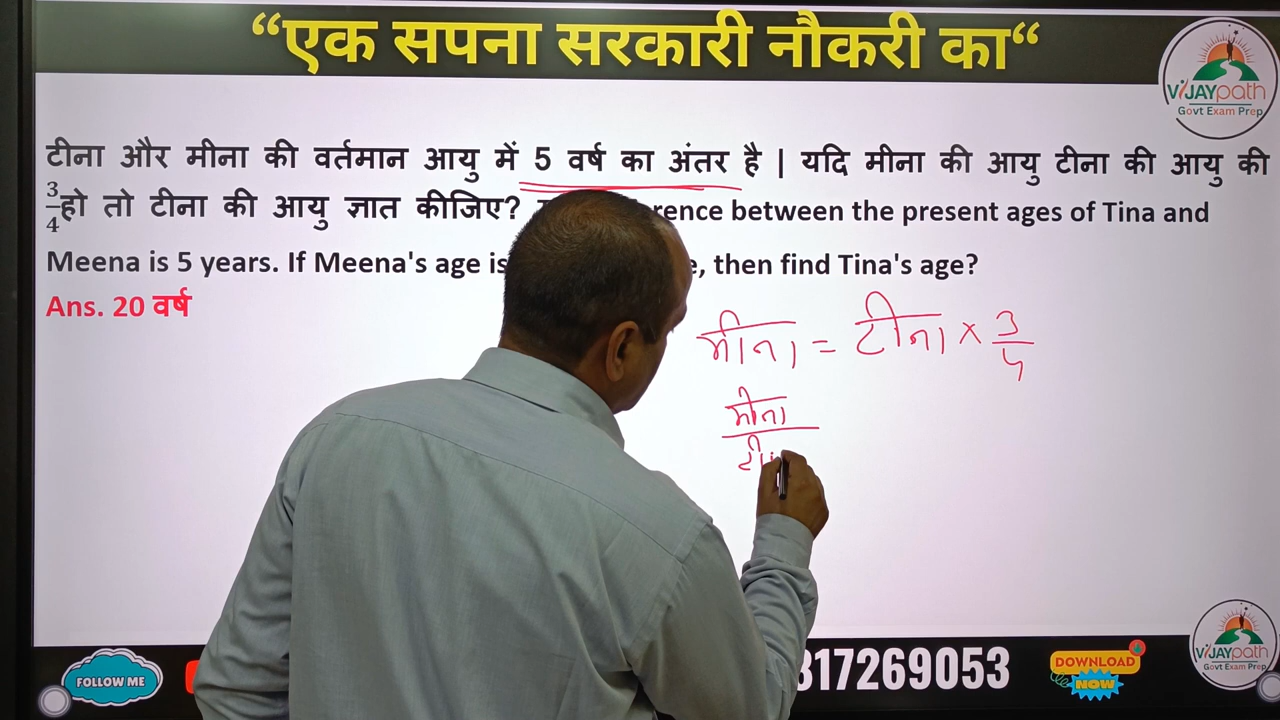 “एक सपना सरकारी नौकरी का“
VIJAYpath
Govt Exam Prep
टीना और मीना की वर्तमान आयु में 5 वर्ष का अंतर है | यदि मीना की आयु टीना की आयु की
3/4 हो तो टीना की आयु ज्ञात कीजिए? between the present ages of Tina and
Meena is 5 years. If Meena's age is then find Tina's age?
Ans. 20 वर्ष
मीना = टीना × 3/4
मीना
FOLLOW ME
317269053
DOWNLOAD
NOW
VIJAYpath
Govt Exam Prep